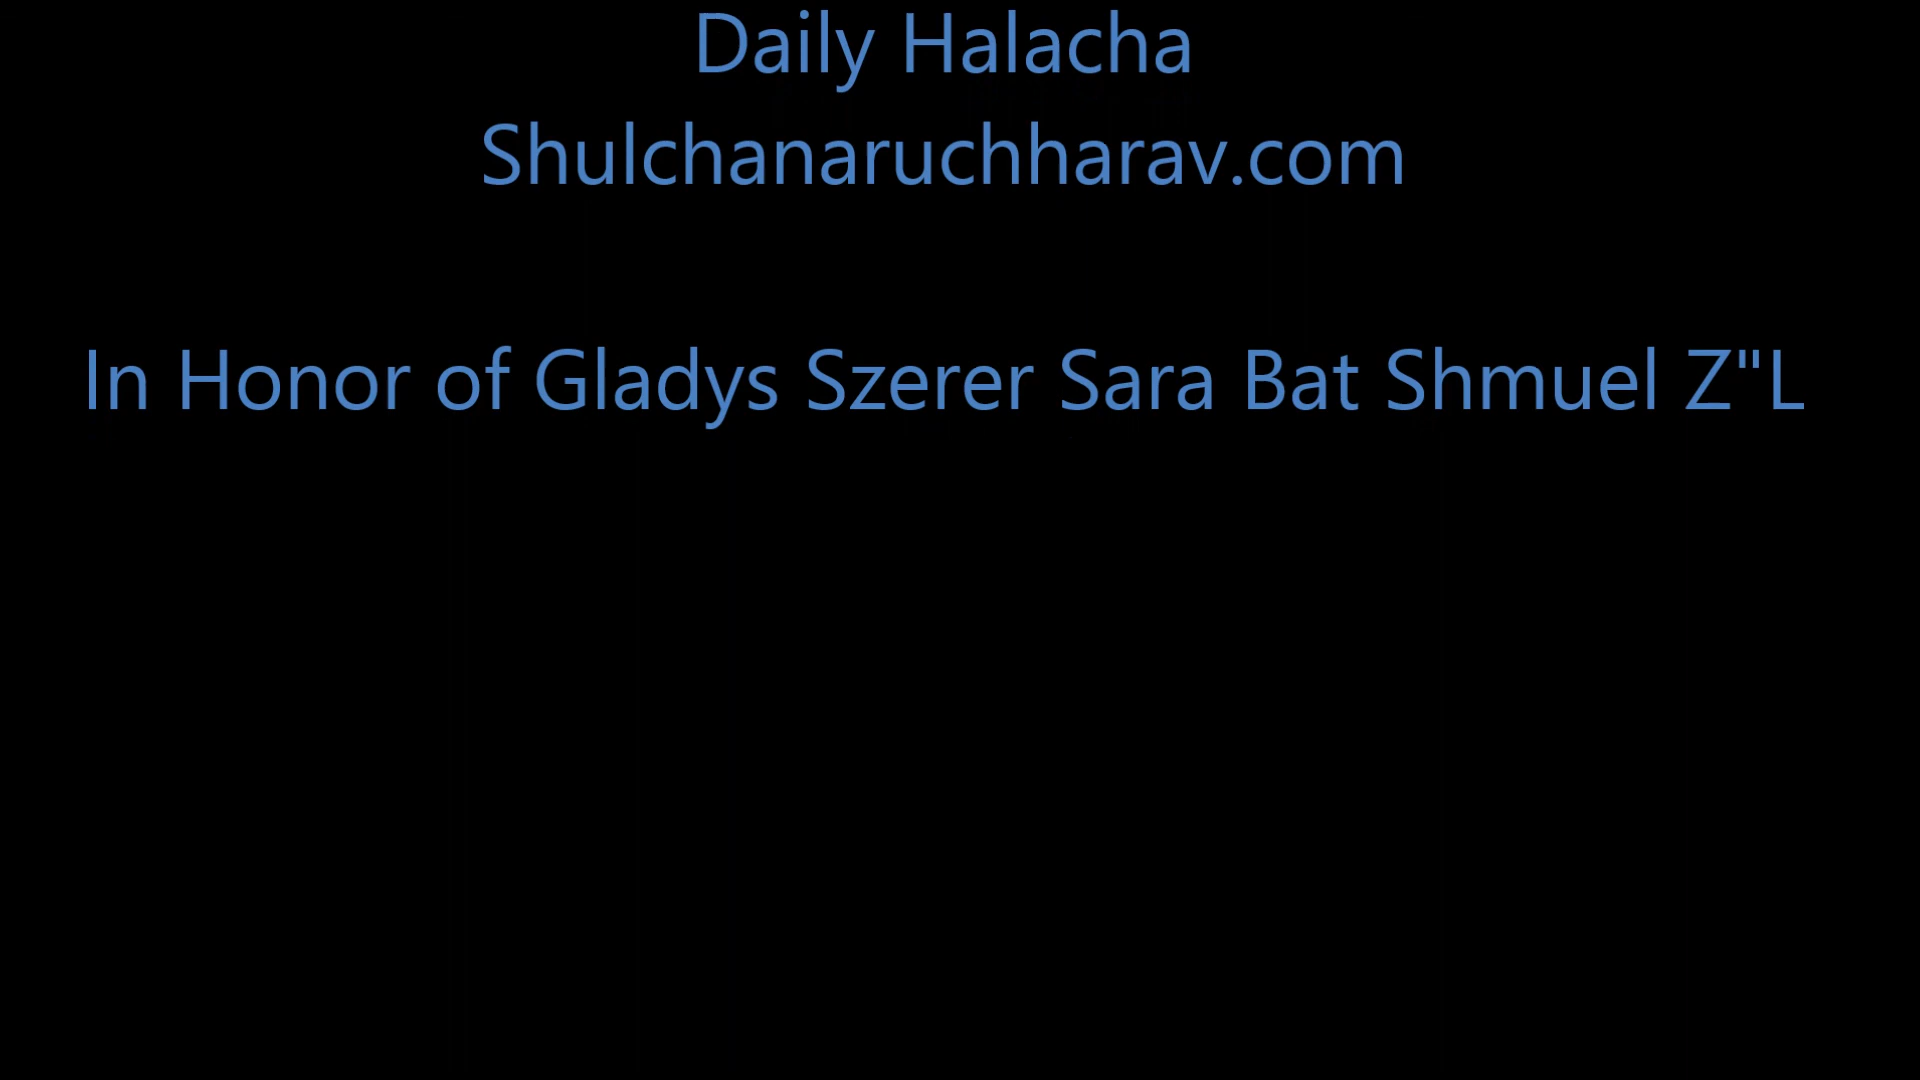 Daily Halacha
Shulchanaruchharav.com
In Honor of Gladys Szerer Sara Bat Shmuel Z"L